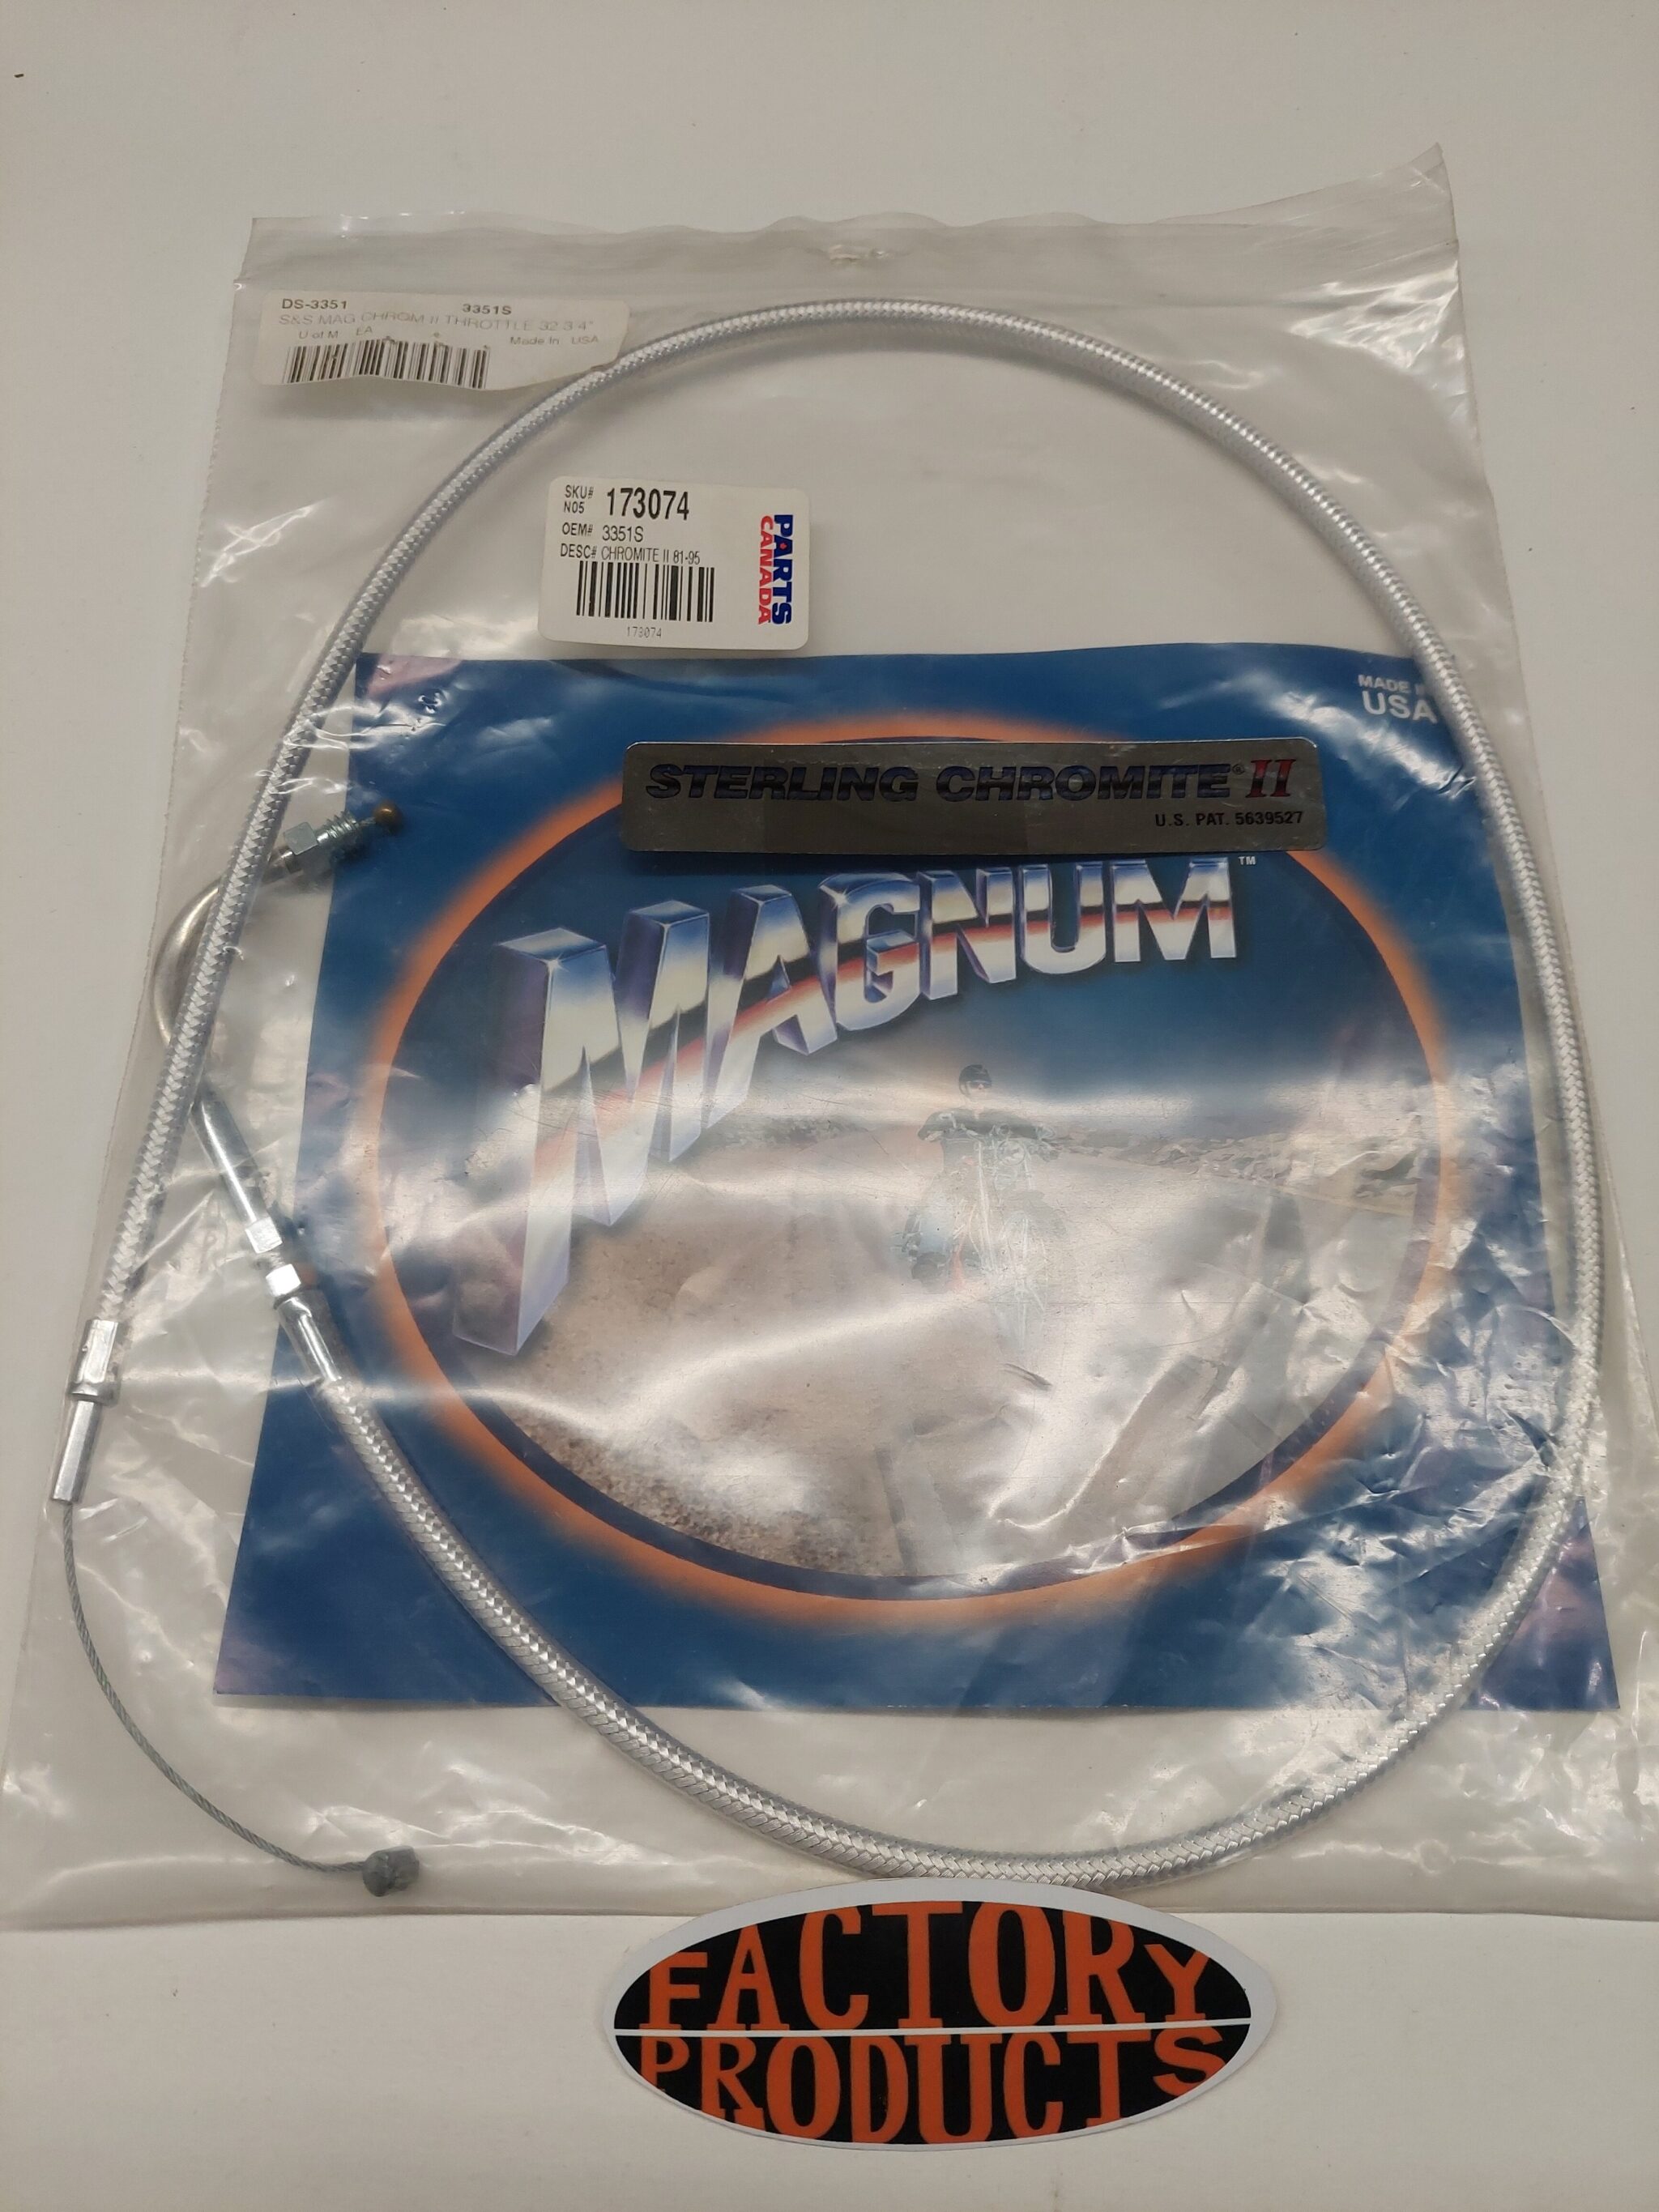 DS-3351 3351S
S&S MAG CHROM II THROTTLE 32 3/4"
U of M EA Made In USA
SKU# 173074
N05
OEM# 3351S
DESC# CHROMITE II 81-95
173074
PARTS
CANADA
MADE IN
USA
STERLING CHROMITE® II
U.S. PAT. 5639527
MAGNUM™
FACTORY
PRODUCTS